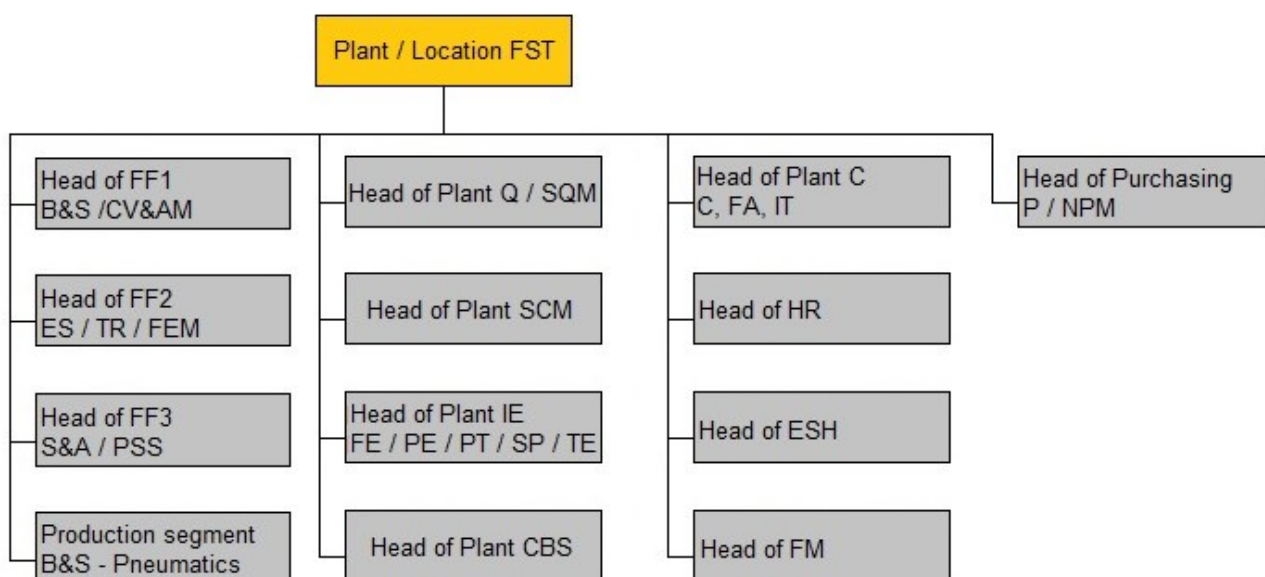 Plant / Location FST
Head of FF1
B&S /CV&AM
Head of FF2
ES / TR / FEM
Head of FF3
S&A / PSS
Production segment
B&S - Pneumatics
Head of Plant Q / SQM
Head of Plant SCM
Head of Plant IE
FE / PE / PT / SP / TE
Head of Plant CBS
Head of Plant C
C, FA, IT
Head of HR
Head of ESH
Head of FM
Head of Purchasing
P / NPM